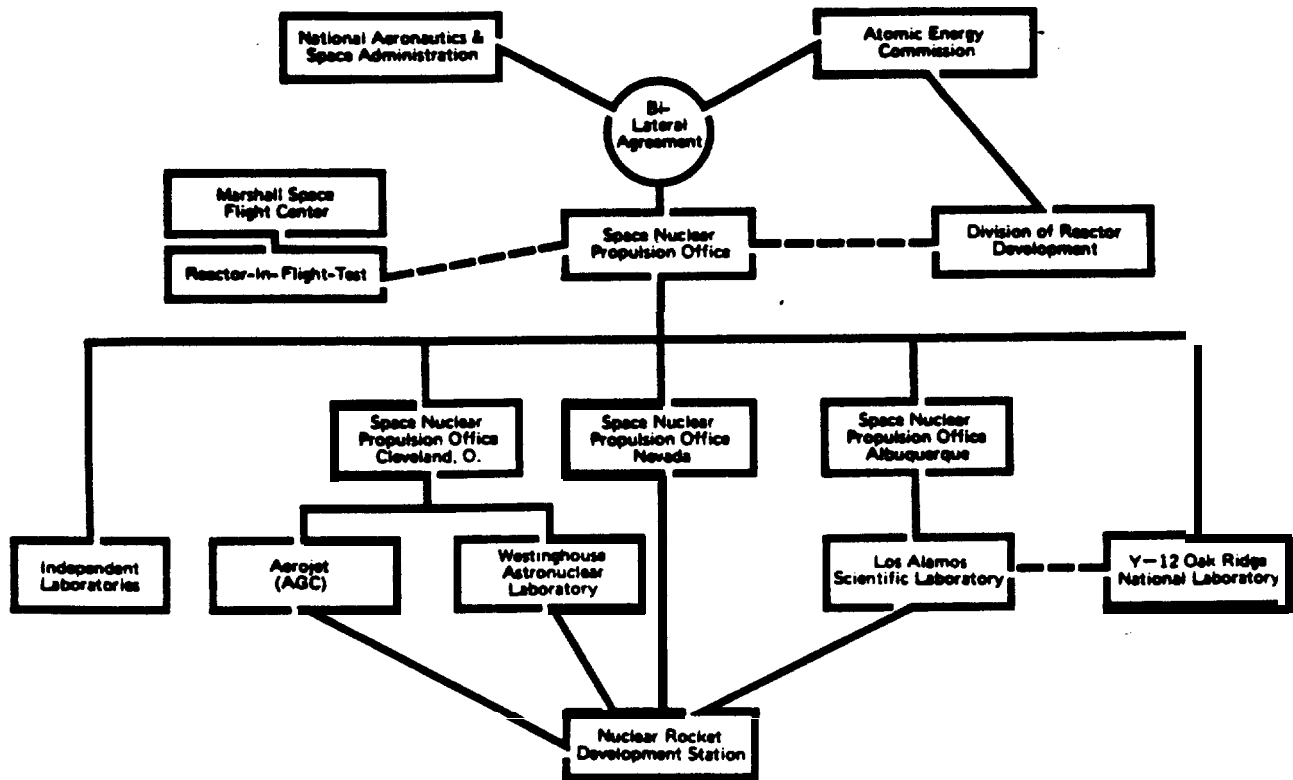 National Aeronautics &
Space Administration
Atomic Energy
Commission
Bi-
Lateral
Agreement
Marshall Space
Flight Center
Reactor-In-Flight-Test
Space Nuclear
Propulsion Office
Division of Reactor
Development
Space Nuclear
Propulsion Office
Cleveland, O.
Space Nuclear
Propulsion Office
Nevada
Space Nuclear
Propulsion Office
Albuquerque
Independent
Laboratories
Aerojet
(AGC)
Westinghouse
Astronuclear
Laboratory
Los Alamos
Scientific Laboratory
Y-12 Oak Ridge
National Laboratory
Nuclear Rocket
Development Station